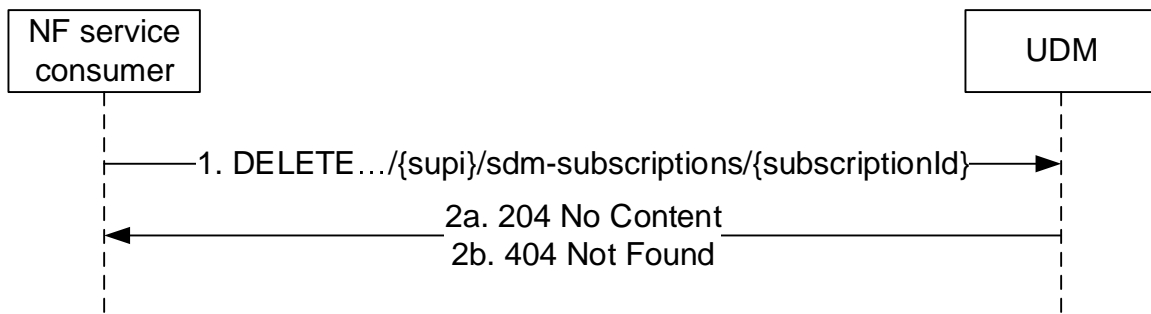 NF service
consumer
UDM
1. DELETE…/{supi}/sdm-subscriptions/{subscriptionId}
2a. 204 No Content
2b. 404 Not Found